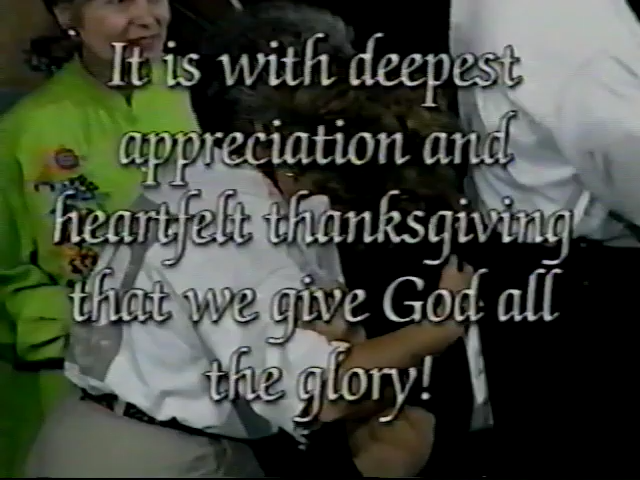 It is with deepest
appreciation and
heartfelt thanksgiving
that we give God all
the glory!